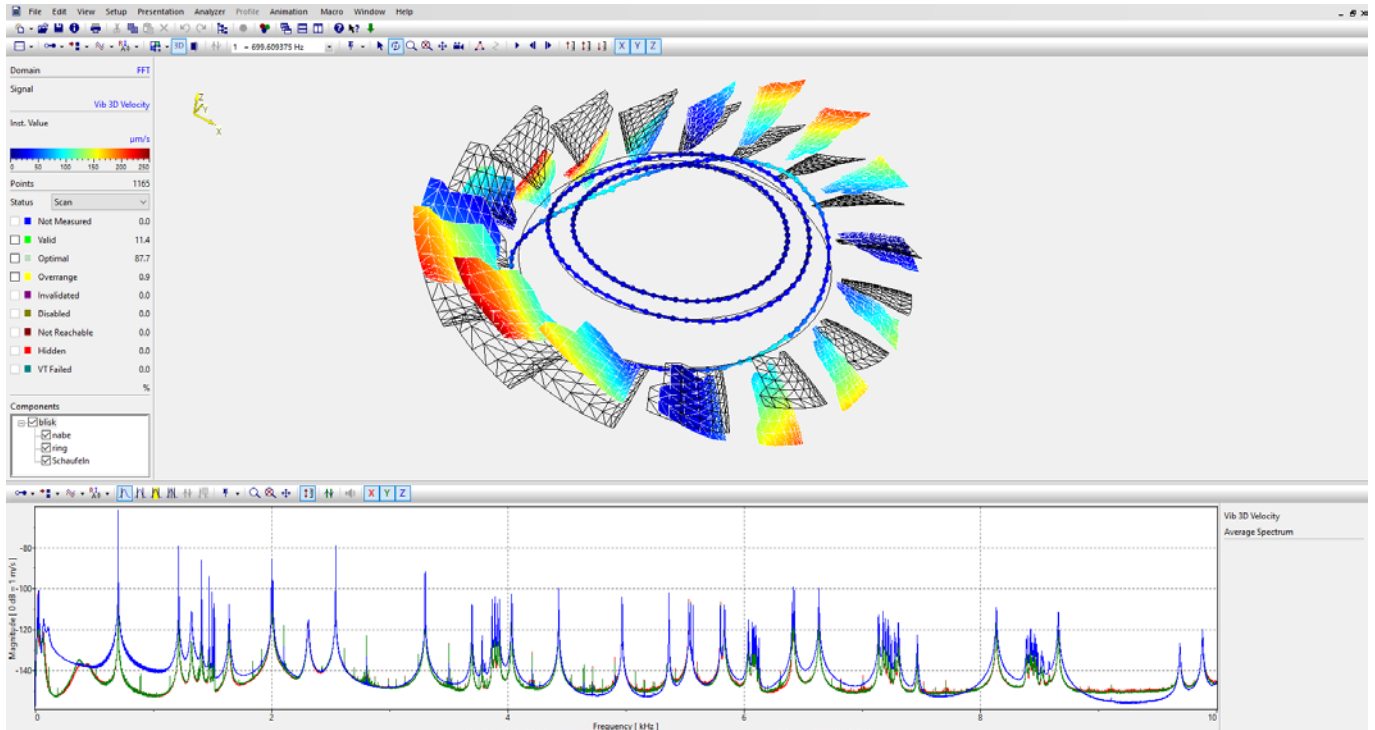 File Edit View Setup Presentation Analyzer Profile Animation Macro Window Help
3D 1 = 699.609375 Hz X Y Z
Domain FFT
Signal
Vib 3D Velocity
Inst. Value
µm/s
0 50 100 150 200 250
Points 1165
Status Scan
Not Measured 0.0
Valid 11.4
Optimal 87.7
Overrange 0.9
Invalidated 0.0
Disabled 0.0
Not Reachable 0.0
Hidden 0.0
VT Failed 0.0
%
Components
blisk
nabe
ring
Schaufeln
Z
Y
X
X Y Z
Vib 3D Velocity
Average Spectrum
Magnitude [ 0 dB = 1 m/s ]
-80
-100
-120
-140
0 2 4 6 8 10
Frequency [ kHz ]